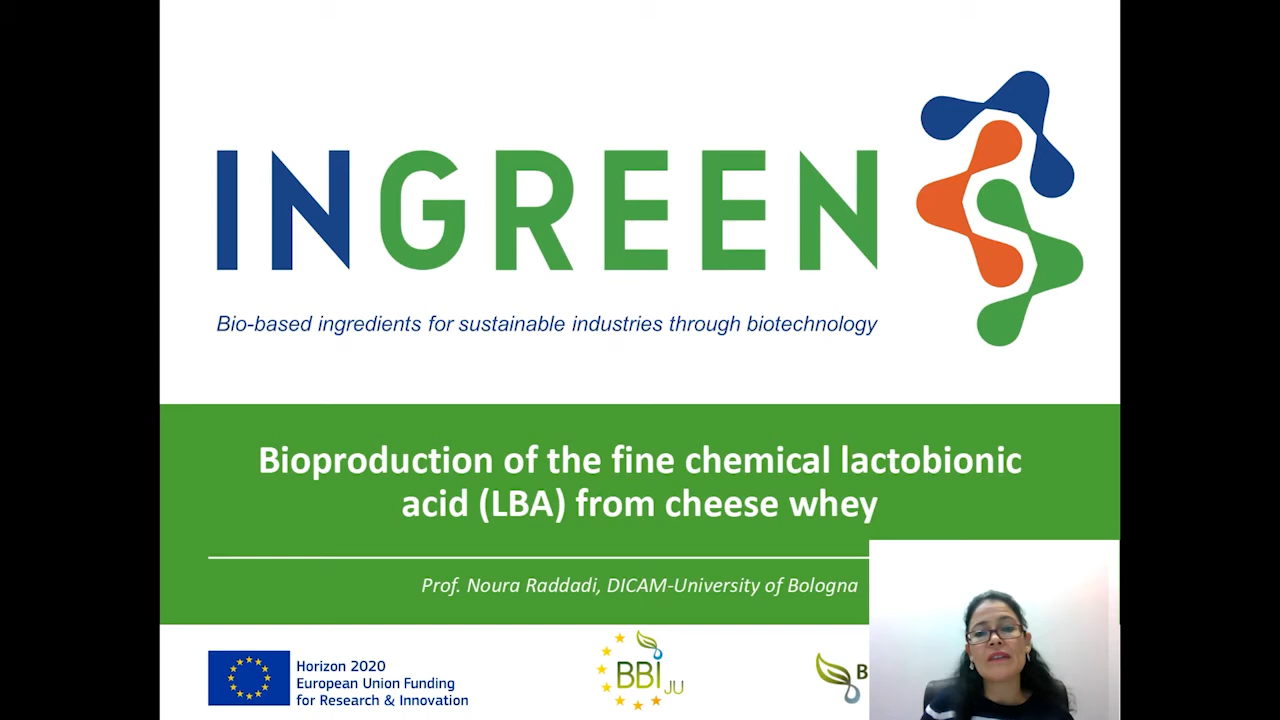 INGREEN
Bio-based ingredients for sustainable industries through biotechnology
Bioproduction of the fine chemical lactobionic
acid (LBA) from cheese whey
Prof. Noura Raddadi, DICAM-University of Bologna
Horizon 2020
European Union Funding
for Research & Innovation
BBI JU
B